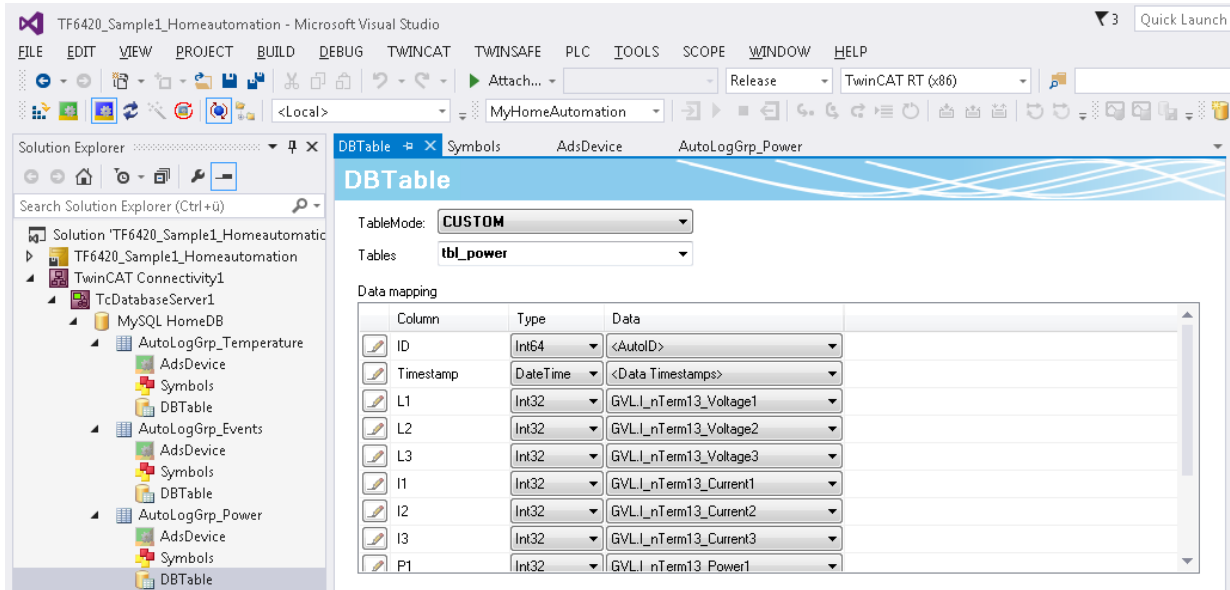 TF6420_Sample1_Homeautomation - Microsoft Visual Studio
3
Quick Launch
FILE EDIT VIEW PROJECT BUILD DEBUG TWINCAT TWINSAFE PLC TOOLS SCOPE WINDOW HELP
Attach... Release TwinCAT RT (x86)
<Local> MyHomeAutomation
Solution Explorer
Search Solution Explorer (Ctrl+ü)
Solution 'TF6420_Sample1_Homeautomatic
TF6420_Sample1_Homeautomation
TwinCAT Connectivity1
TcDatabaseServer1
MySQL HomeDB
AutoLogGrp_Temperature
AdsDevice
Symbols
DBTable
AutoLogGrp_Events
AdsDevice
Symbols
DBTable
AutoLogGrp_Power
AdsDevice
Symbols
DBTable
DBTable Symbols AdsDevice AutoLogGrp_Power
DBTable
TableMode: CUSTOM
Tables tbl_power
Data mapping
Column Type Data
ID Int64 <AutoID>
Timestamp DateTime <Data Timestamps>
L1 Int32 GVL.I_nTerm13_Voltage1
L2 Int32 GVL.I_nTerm13_Voltage2
L3 Int32 GVL.I_nTerm13_Voltage3
I1 Int32 GVL.I_nTerm13_Current1
I2 Int32 GVL.I_nTerm13_Current2
I3 Int32 GVL.I_nTerm13_Current3
P1 Int32 GVL.I_nTerm13_Power1